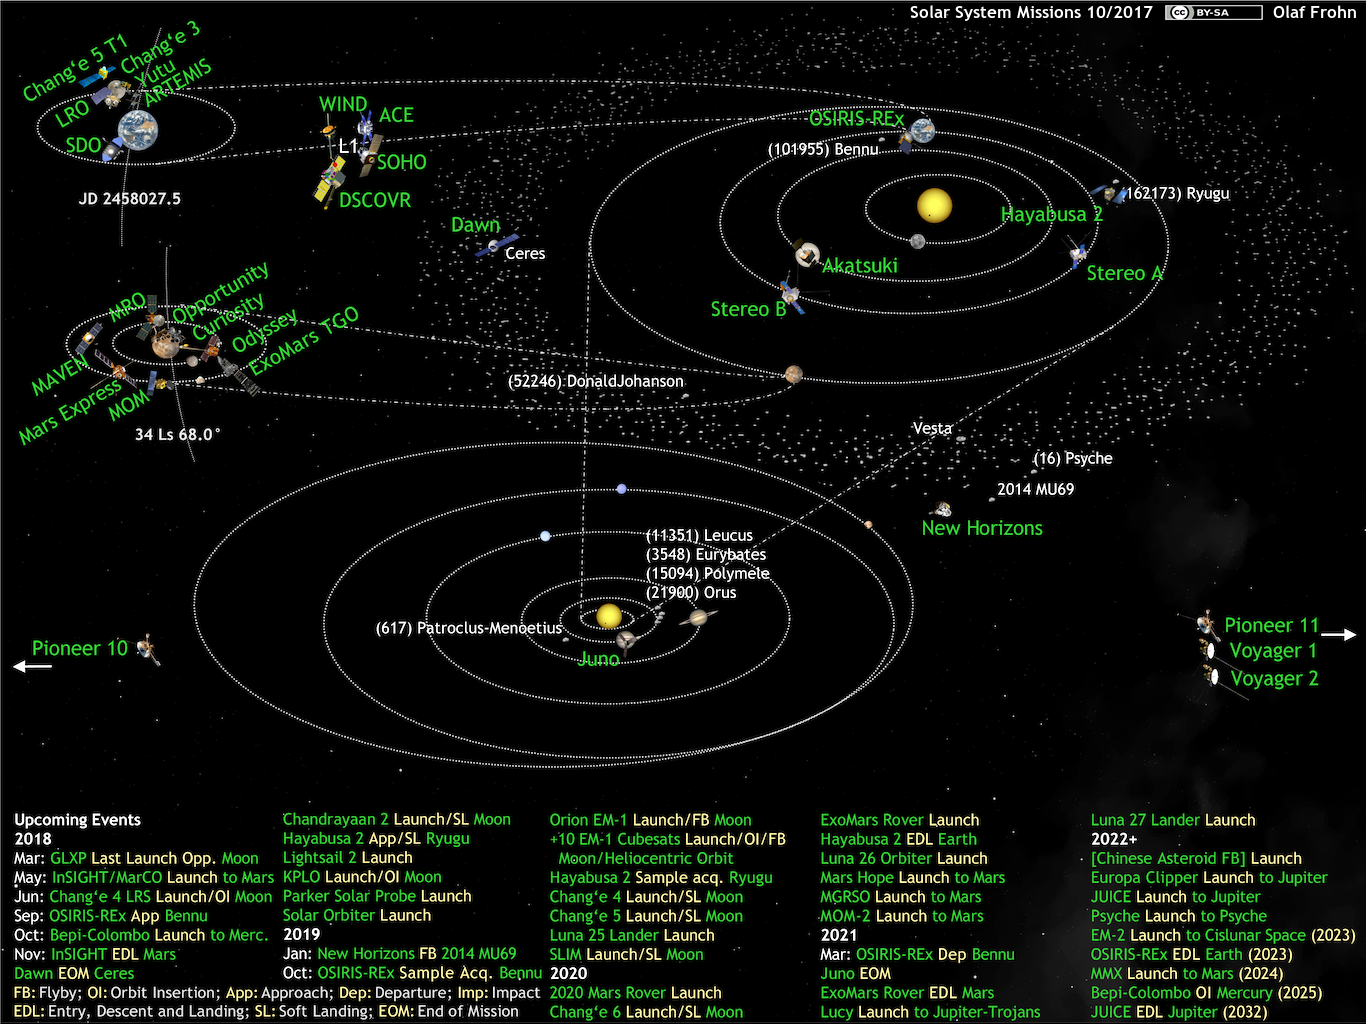 Solar System Missions 10/2017 cc BY-SA Olaf Frohn
Chang‘e 5 T1
Chang‘e 3
Yutu
ARTEMIS
LRO
SDO
JD 2458027.5
WIND
ACE
L1
SOHO
DSCOVR
OSIRIS-REx
(101955) Bennu
(162173) Ryugu
Hayabusa 2
Dawn
Ceres
Akatsuki
Stereo A
Stereo B
MRO
Opportunity
Curiosity
Odyssey
ExoMars TGO
MAVEN
Mars Express
MOM
34 Ls 68.0°
(52246) DonaldJohanson
Vesta
(16) Psyche
2014 MU69
New Horizons
(11351) Leucus
(3548) Eurybates
(15094) Polymele
(21900) Orus
(617) Patroclus-Menoetius
Juno
Pioneer 10
Pioneer 11
Voyager 1
Voyager 2
Upcoming Events
2018
Mar: GLXP Last Launch Opp. Moon
May: InSIGHT/MarCO Launch to Mars
Jun: Chang‘e 4 LRS Launch/OI Moon
Sep: OSIRIS-REx App Bennu
Oct: Bepi-Colombo Launch to Merc.
Nov: InSIGHT EDL Mars
Dawn EOM Ceres
Chandrayaan 2 Launch/SL Moon
Hayabusa 2 App/SL Ryugu
Lightsail 2 Launch
KPLO Launch/OI Moon
Parker Solar Probe Launch
Solar Orbiter Launch
2019
Jan: New Horizons FB 2014 MU69
Oct: OSIRIS-REx Sample Acq. Bennu
FB: Flyby; OI: Orbit Insertion; App: Approach; Dep: Departure; Imp: Impact
EDL: Entry, Descent and Landing; SL: Soft Landing; EOM: End of Mission
Orion EM-1 Launch/FB Moon
+10 EM-1 Cubesats Launch/OI/FB
Moon/Heliocentric Orbit
Hayabusa 2 Sample acq. Ryugu
Chang‘e 4 Launch/SL Moon
Chang‘e 5 Launch/SL Moon
Luna 25 Lander Launch
SLIM Launch/SL Moon
2020
2020 Mars Rover Launch
Chang‘e 6 Launch/SL Moon
ExoMars Rover Launch
Hayabusa 2 EDL Earth
Luna 26 Orbiter Launch
Mars Hope Launch to Mars
MGRSO Launch to Mars
MOM-2 Launch to Mars
2021
Mar: OSIRIS-REx Dep Bennu
Juno EOM
ExoMars Rover EDL Mars
Lucy Launch to Jupiter-Trojans
Luna 27 Lander Launch
2022+
[Chinese Asteroid FB] Launch
Europa Clipper Launch to Jupiter
JUICE Launch to Jupiter
Psyche Launch to Psyche
EM-2 Launch to Cislunar Space (2023)
OSIRIS-REx EDL Earth (2023)
MMX Launch to Mars (2024)
Bepi-Colombo OI Mercury (2025)
JUICE EDL Jupiter (2032)